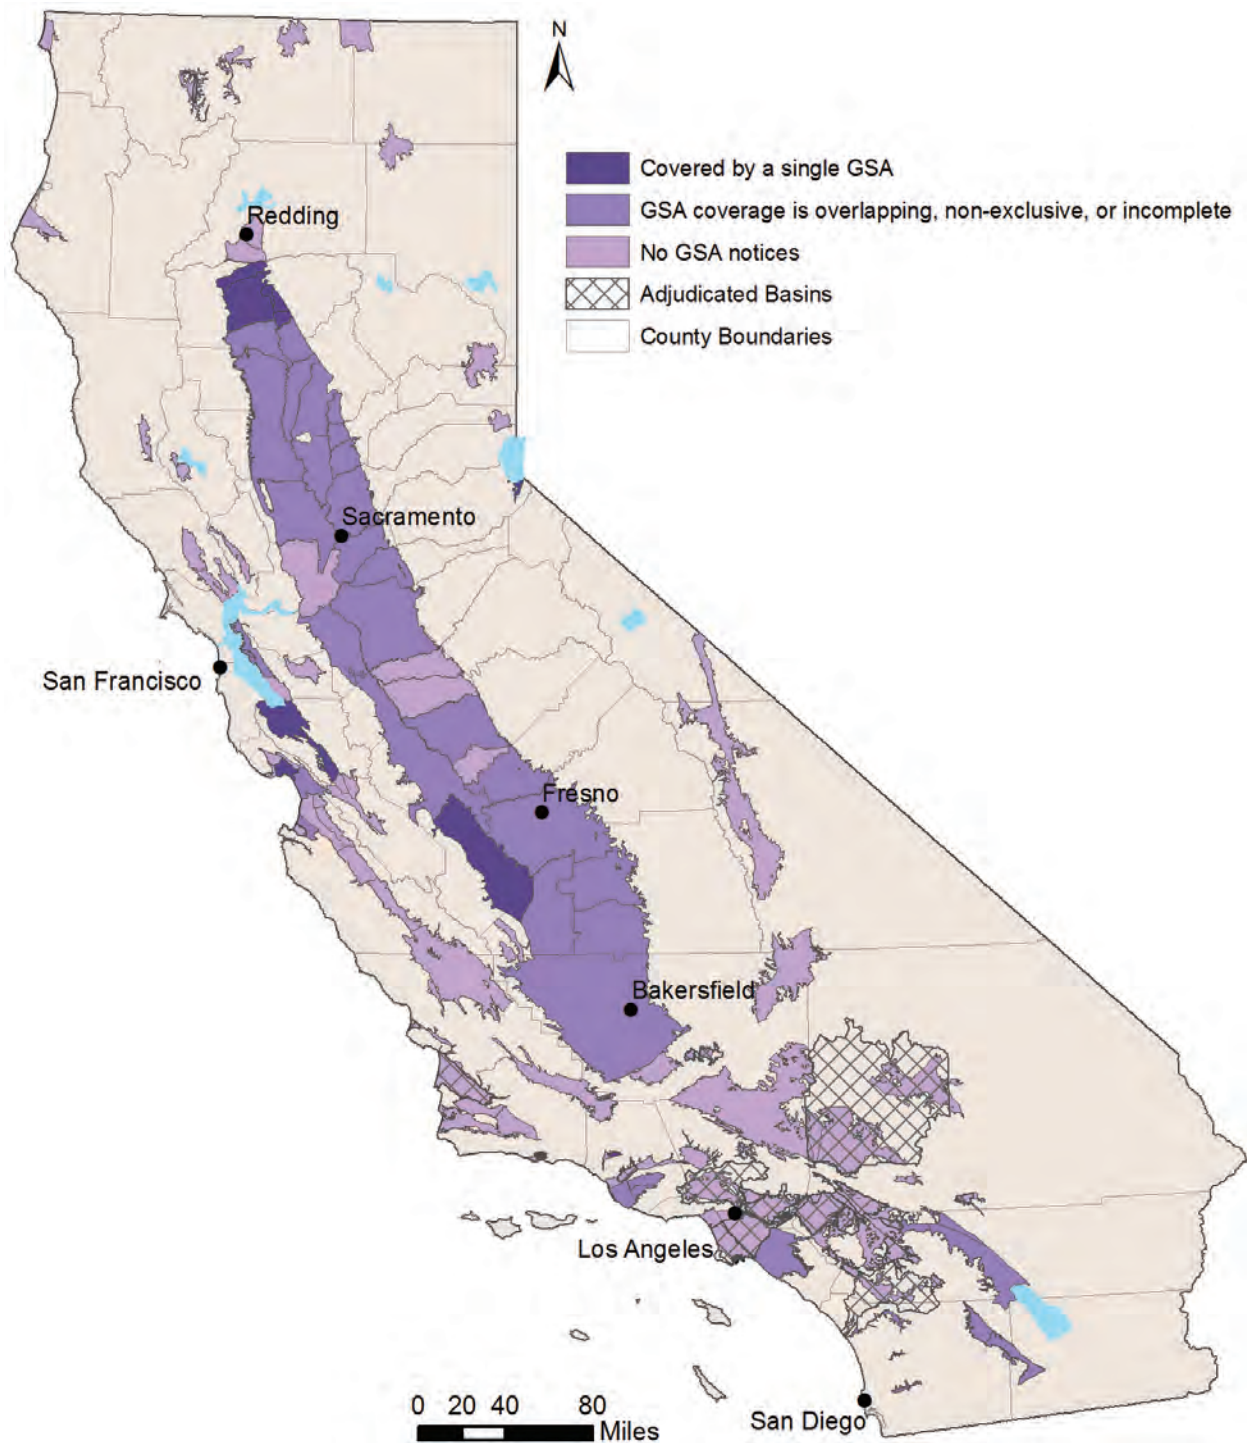 N
Covered by a single GSA
GSA coverage is overlapping, non-exclusive, or incomplete
No GSA notices
Adjudicated Basins
County Boundaries
Redding
Sacramento
San Francisco
Fresno
Bakersfield
Los Angeles
San Diego
0 20 40 80
Miles